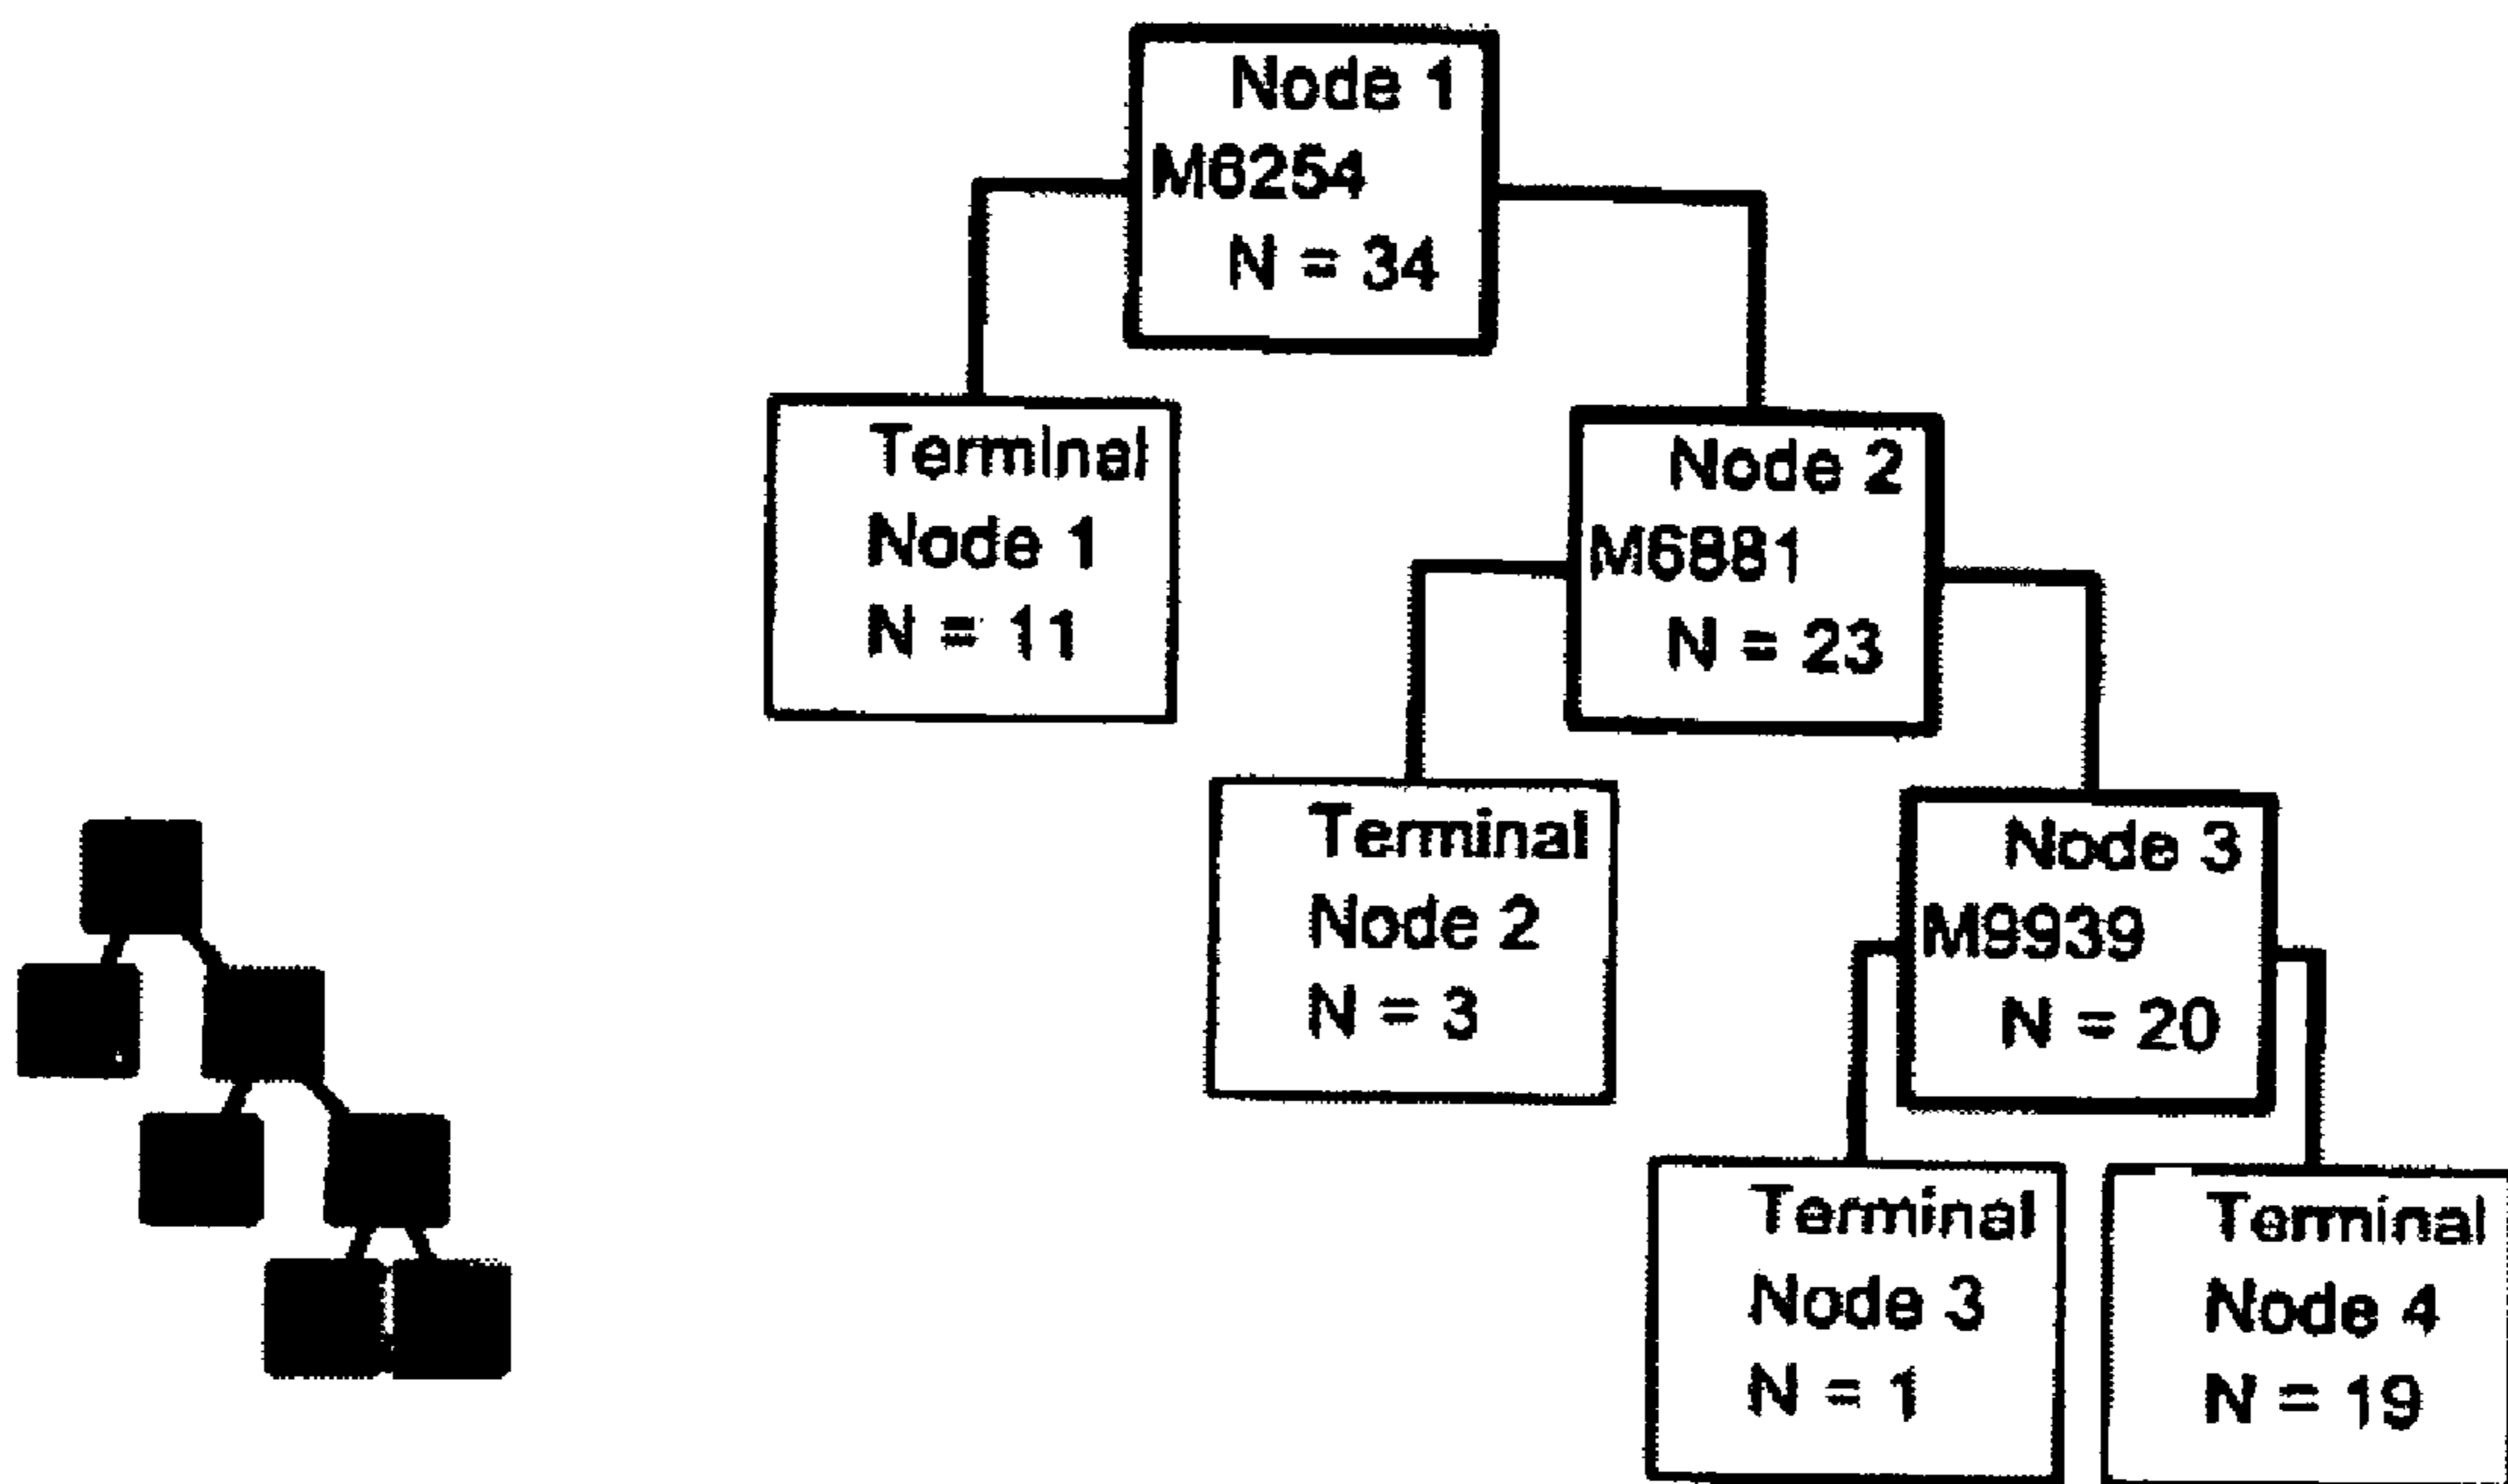 Node 1
M6254
N = 34
Terminal
Node 1
N = 11
Node 2
M6881
N = 23
Terminal
Node 2
N = 3
Node 3
M9939
N = 20
Terminal
Node 3
N = 1
Terminal
Node 4
N = 19